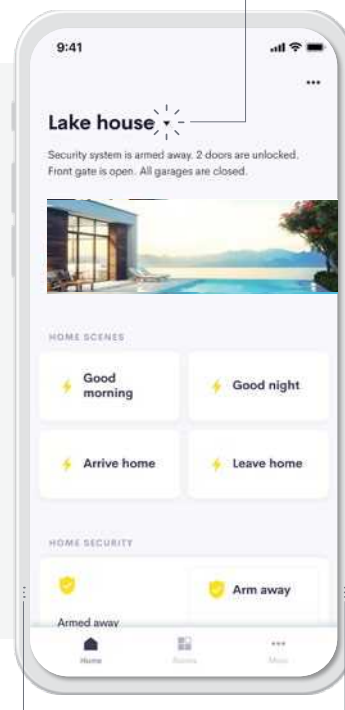 9:41
Lake house
Security system is armed away. 2 doors are unlocked.
Front gate is open. All garages are closed.
HOME SCENES
Good
morning
Good night
Arrive home
Leave home
HOME SECURITY
Arm away
Armed away
Home
Rooms
More